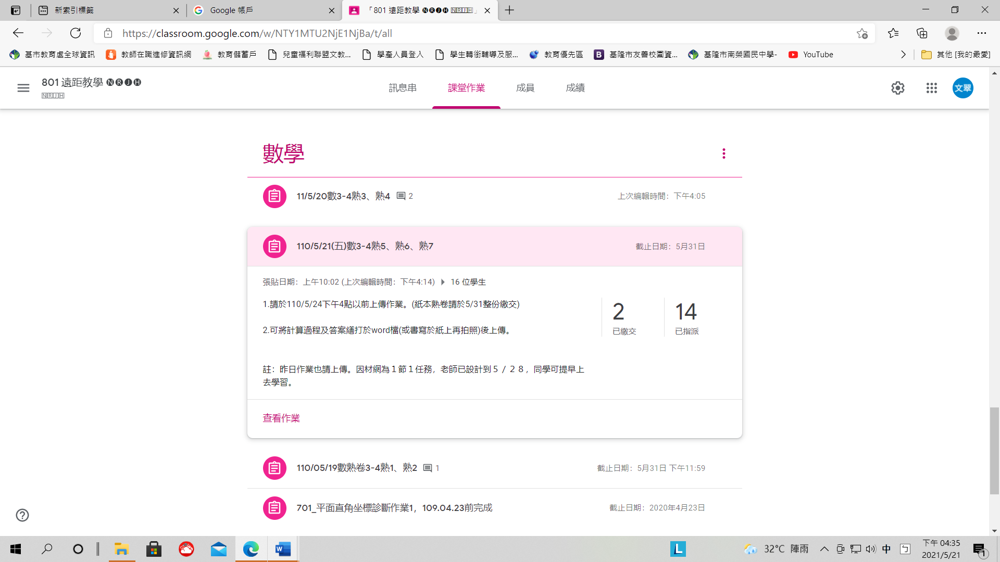 新索引標籤
Google 帳戶
「801 遠距教學 🅝🅡🅙🅗 🄽🅁🄹🄷」
https://classroom.google.com/w/NTY1MTU2NjE1NjBa/t/all
基市教育處全球資訊
教師在職進修資訊網
教育儲蓄戶
兒童福利聯盟文教...
學產人員登入
學生轉銜輔導及服...
教育優先區
B 基隆市友善校園資...
基隆市南榮國民中學-
YouTube
其他 [我的最愛]
801 遠距教學 🅝🅡🅙🅗
🄽🅁🄹🄷
訊息串
課堂作業
成員
成績
文翠
數學
11/5/20數3-4熟3、熟4 2
上次編輯時間：下午4:05
110/5/21(五)數3-4熟5、熟6、熟7
截止日期：5月31日
張貼日期：上午10:02 (上次編輯時間：下午4:14) 16 位學生
1.請於110/5/24下午4點以前上傳作業。(紙本熟卷請於5/31整份繳交)
2.可將計算過程及答案繕打於word檔(或書寫於紙上再拍照)後上傳。
註：昨日作業也請上傳。因材網為１節１任務，老師已設計到５／２８，同學可提早上
去學習。
2
已繳交
14
已指派
查看作業
110/05/19數熟卷3-4熟1、熟2 1
截止日期：5月31日 下午11:59
701_平面直角坐標診斷作業1，109.04.23前完成
截止日期：2020年4月23日
L
32°C 陣雨
中
ㄅ
下午 04:35
2021/5/21
1